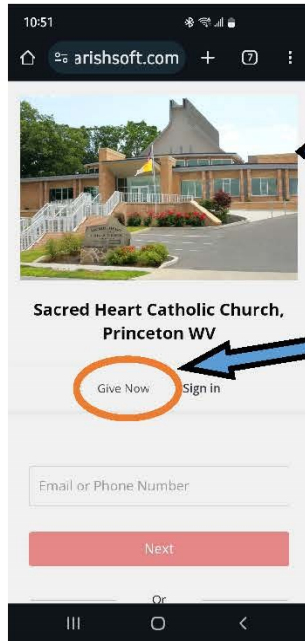 10:51
arishsoft.com
7
Sacred Heart Catholic Church,
Princeton WV
Give Now
Sign in
Email or Phone Number
Next
Or